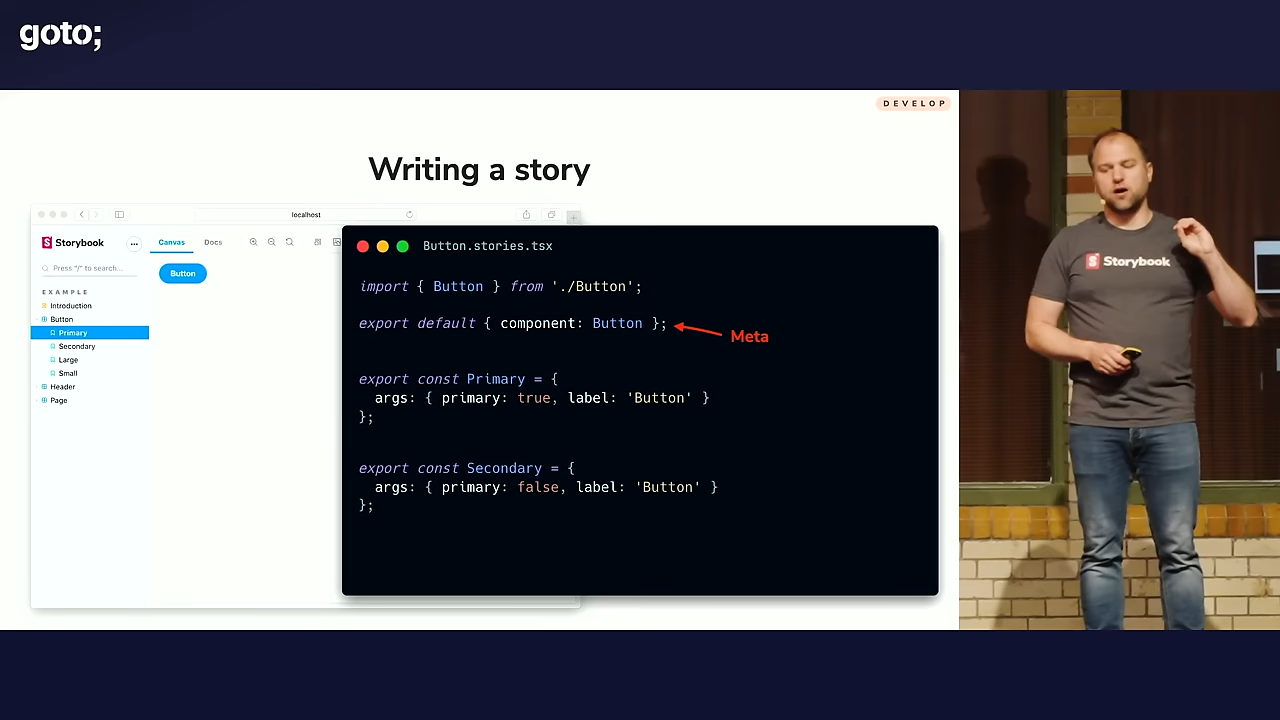 goto;
DEVELOP
Writing a story
localhost
Storybook
Canvas
Docs
Press "/" to search...
EXAMPLE
Introduction
Button
Primary
Secondary
Large
Small
Header
Page
Button
Button.stories.tsx
import { Button } from './Button';
export default { component: Button };
Meta
export const Primary = {
args: { primary: true, label: 'Button' }
};
export const Secondary = {
args: { primary: false, label: 'Button' }
};
Storybook